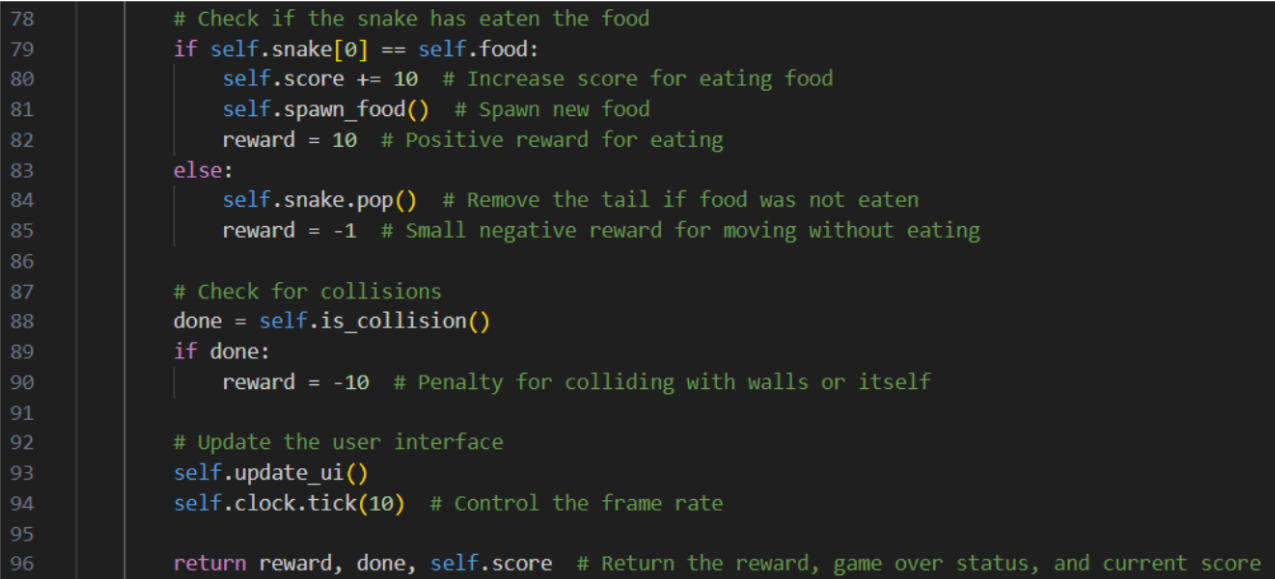 78 # Check if the snake has eaten the food
79 if self.snake[0] == self.food:
80 self.score += 10  # Increase score for eating food
81 self.spawn_food()  # Spawn new food
82 reward = 10  # Positive reward for eating
83 else:
84 self.snake.pop()  # Remove the tail if food was not eaten
85 reward = -1  # Small negative reward for moving without eating
86
87 # Check for collisions
88 done = self.is_collision()
89 if done:
90 reward = -10  # Penalty for colliding with walls or itself
91
92 # Update the user interface
93 self.update_ui()
94 self.clock.tick(10)  # Control the frame rate
95
96 return reward, done, self.score  # Return the reward, game over status, and current score